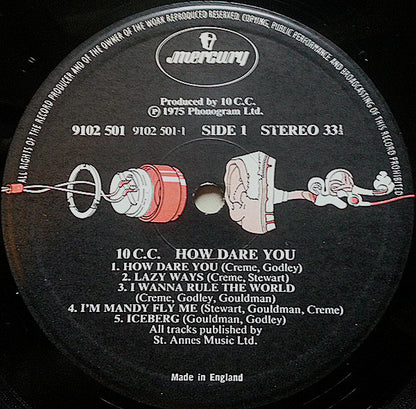 ALL RIGHTS OF THE RECORD PRODUCER AND OF THE OWNER OF THE WORK REPRODUCED RESERVED. COPYING, PUBLIC PERFORMANCE, AND BROADCASTING OF THIS RECORD PROHIBITED
mercury
Produced by 10 C.C.
℗ 1975 Phonogram Ltd.
9102 501 9102 501·1 SIDE 1 STEREO 33⅓
10 C.C. HOW DARE YOU
1. HOW DARE YOU (Creme, Godley)
2. LAZY WAYS (Creme, Stewart)
3. I WANNA RULE THE WORLD
(Creme, Godley, Gouldman)
4. I'M MANDY FLY ME (Stewart, Gouldman, Creme)
5. ICEBERG (Gouldman, Godley)
All tracks published by
St. Annes Music Ltd.
Made in England